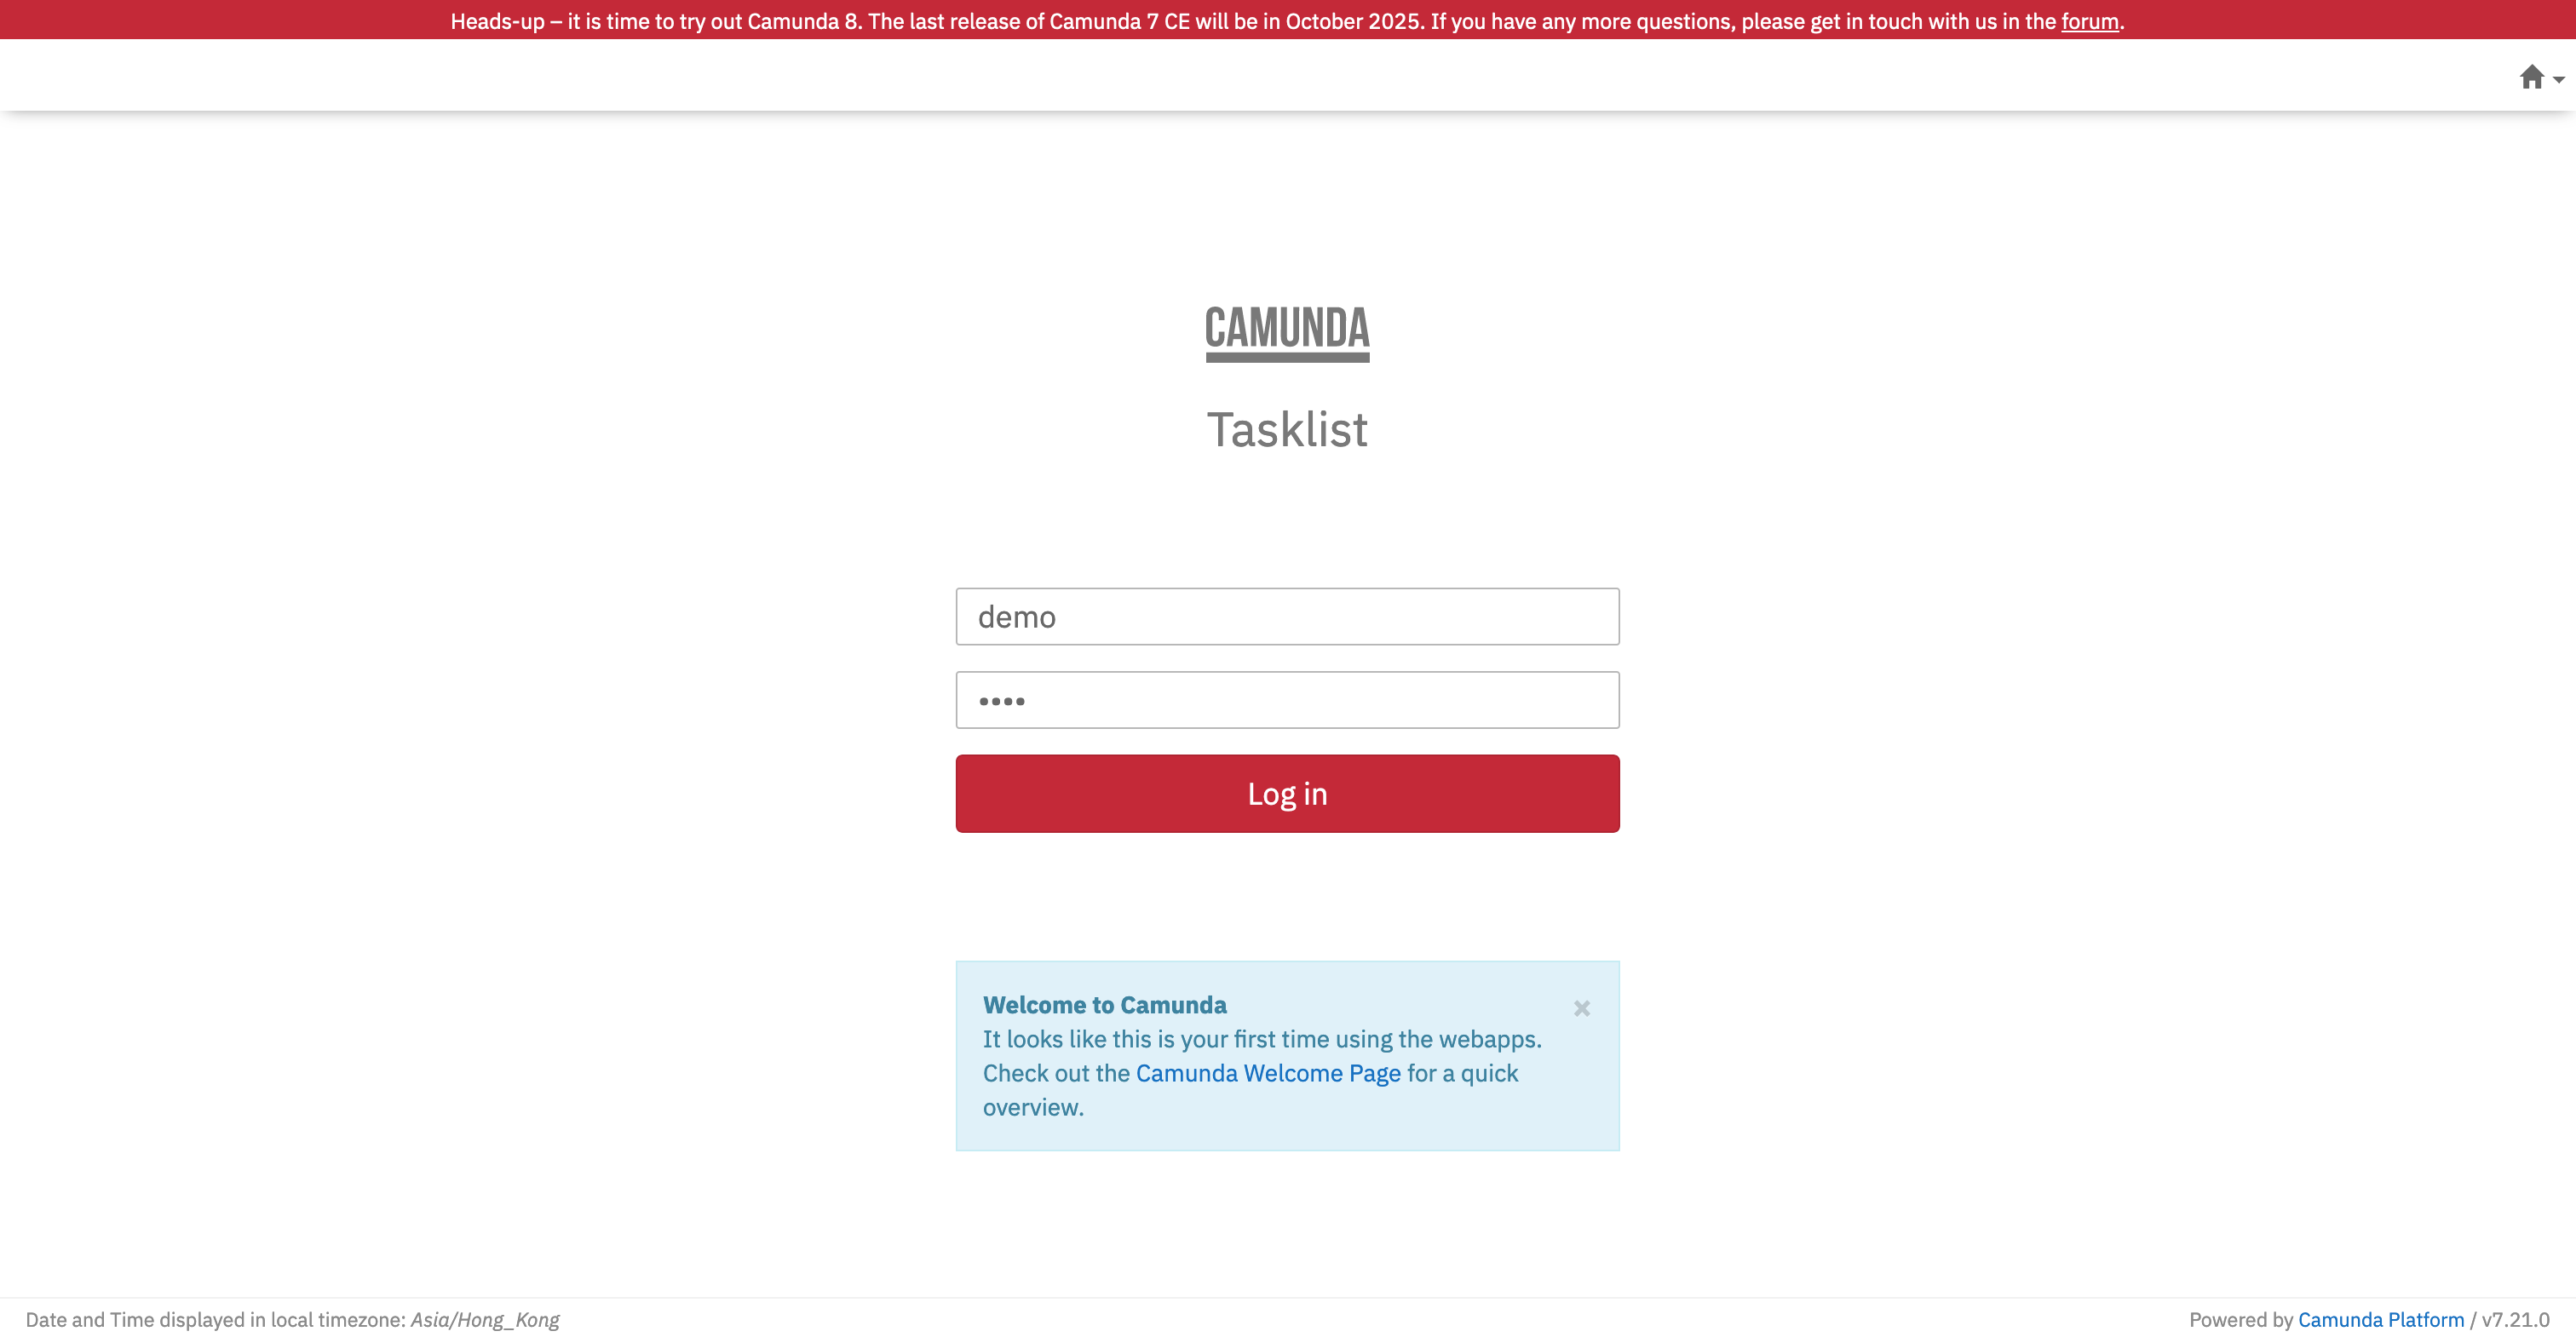 Heads-up – it is time to try out Camunda 8. The last release of Camunda 7 CE will be in October 2025. If you have any more questions, please get in touch with us in the forum.
CAMUNDA
Tasklist
demo
••••
Log in
Welcome to Camunda
It looks like this is your first time using the webapps.
Check out the Camunda Welcome Page for a quick
overview.
Date and Time displayed in local timezone: Asia/Hong_Kong
Powered by Camunda Platform / v7.21.0